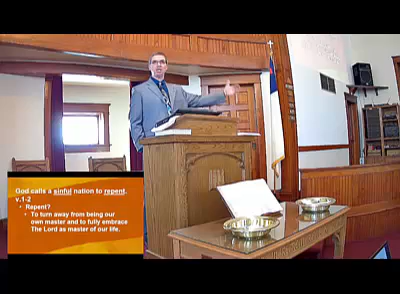 God calls a sinful nation to repent.
v.1-2
• Repent?
• To turn away from being our
own master and to fully embrace
The Lord as master of our life.